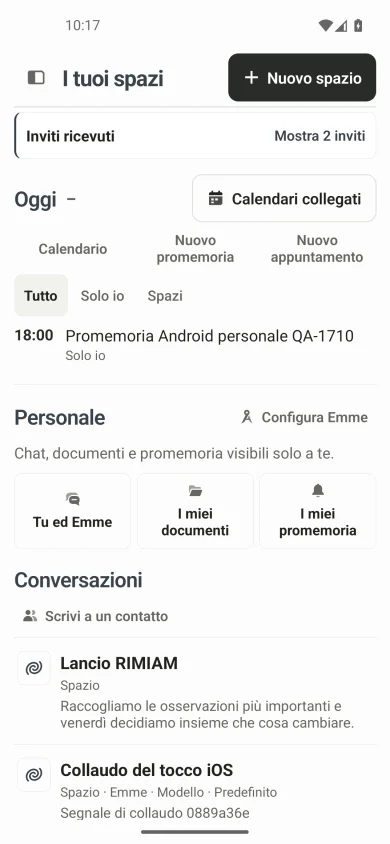 10:17
I tuoi spazi
Nuovo spazio
Inviti ricevuti
Mostra 2 inviti
Oggi –
Calendari collegati
Calendario
Nuovo promemoria
Nuovo appuntamento
Tutto
Solo io
Spazi
18:00 Promemoria Android personale QA-1710
Solo io
Personale
Configura Emme
Chat, documenti e promemoria visibili solo a te.
Tu ed Emme
I miei documenti
I miei promemoria
Conversazioni
Scrivi a un contatto
Lancio RIMIAM
Spazio
Raccogliamo le osservazioni più importanti e
venerdì decidiamo insieme che cosa cambiare.
Collaudo del tocco iOS
Spazio · Emme · Modello · Predefinito
Segnale di collaudo 0889a36e